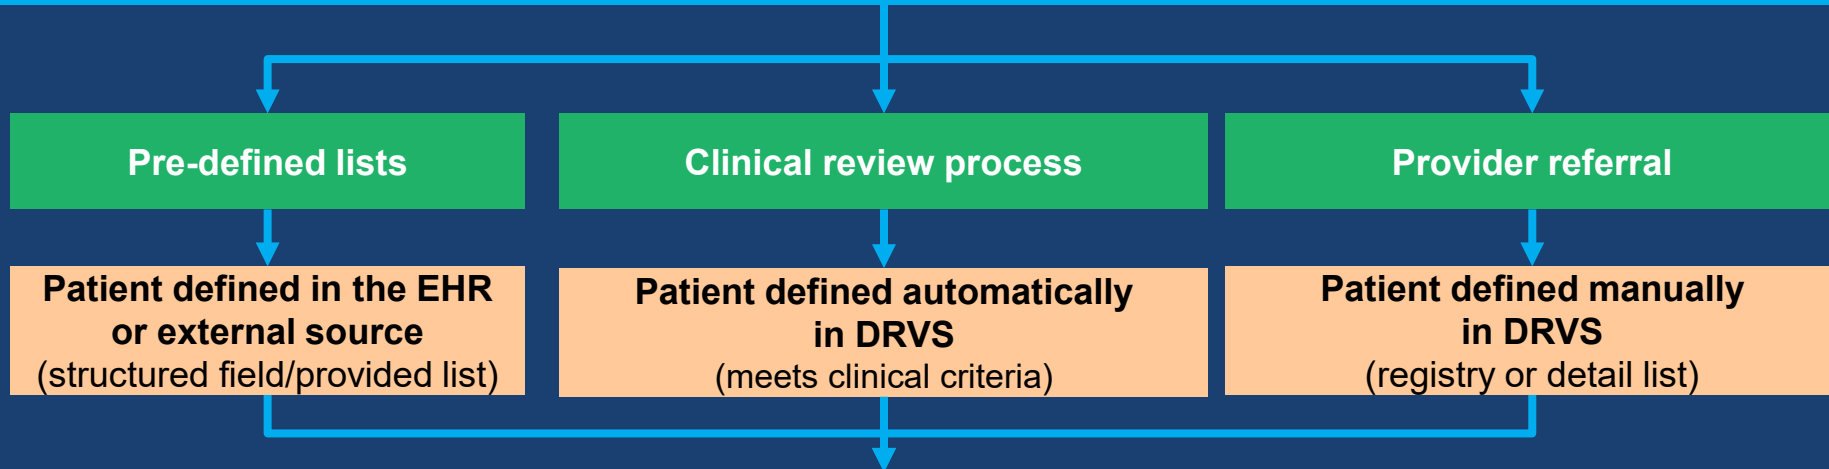 Pre-defined lists
Clinical review process
Provider referral
Patient defined in the EHR
or external source
(structured field/provided list)
Patient defined automatically
in DRVS
(meets clinical criteria)
Patient defined manually
in DRVS
(registry or detail list)